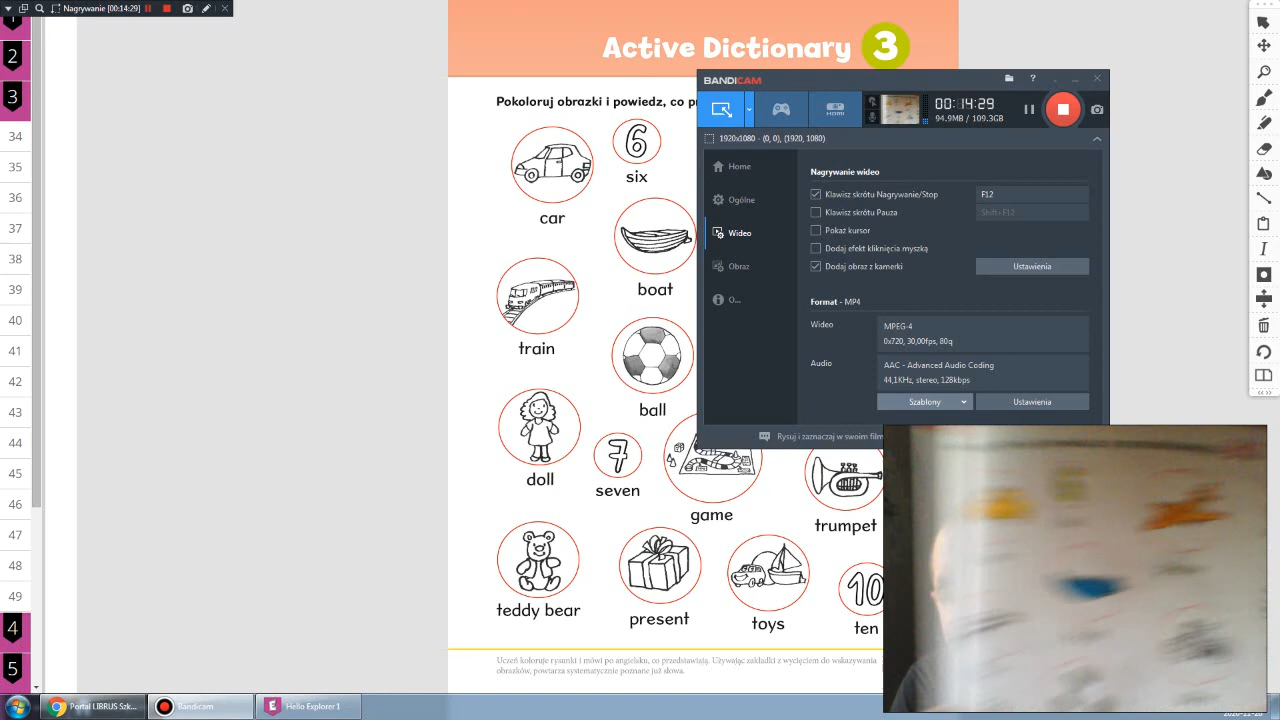 Nagrywanie [00:14:29]
2
3
34
38
39
40
41
42
43
44
46
47
48
49
4
5
Active Dictionary 3
Pokoloruj obrazki i powiedz, co
6
six
car
boat
train
ball
doll
7
seven
game
trumpet
teddy bear
present
toys
10
ten
Uczeń koloruje rysunki i mówi po angielsku, co przedstawiają. Używając zakładki z wycięciem do wskazywania
obrazków, powtarza systematycznie poznane już słowa.
BANDICAM
?
HDMI
00:14:29
94.9MB / 109.3GB
1920x1080 - (0, 0), (1920, 1080)
Home
Ogólne
Wideo
Obraz
O...
Nagrywanie wideo
Klawisz skrótu Nagrywanie/Stop
F12
Klawisz skrótu Pauza
Shift+F12
Pokaż kursor
Dodaj efekt kliknięcia myszką
Dodaj obraz z kamerki
Ustawienia
Format - MP4
Wideo
MPEG-4
0x720, 30,00fps, 80q
Audio
AAC - Advanced Audio Coding
44,1KHz, stereo, 128kbps
Szablony
Ustawienia
Rysuj i zaznaczaj w swoim film
I
Portal LIBRUS Szk...
Bandicam
Hello Explorer 1